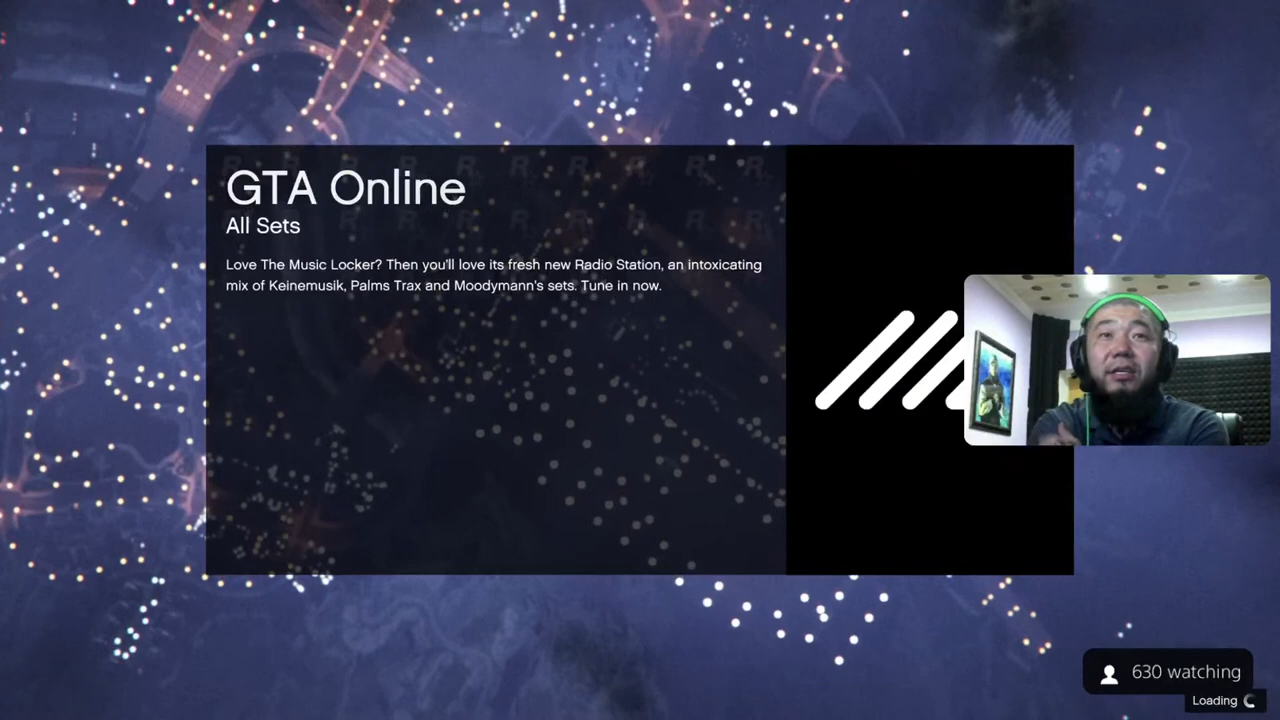 GTA Online
All Sets
Love The Music Locker? Then you'll love its fresh new Radio Station, an intoxicating
mix of Keinemusik, Palms Trax and Moodymann's sets. Tune in now.
630 watching
Loading